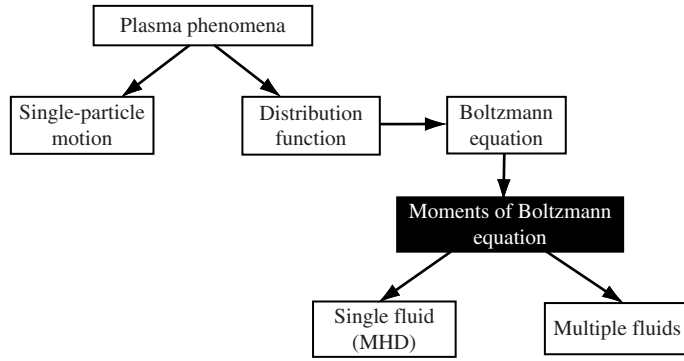 Plasma phenomena
Single-particle
motion
Distribution
function
Boltzmann
equation
Moments of Boltzmann
equation
Single fluid
(MHD)
Multiple fluids